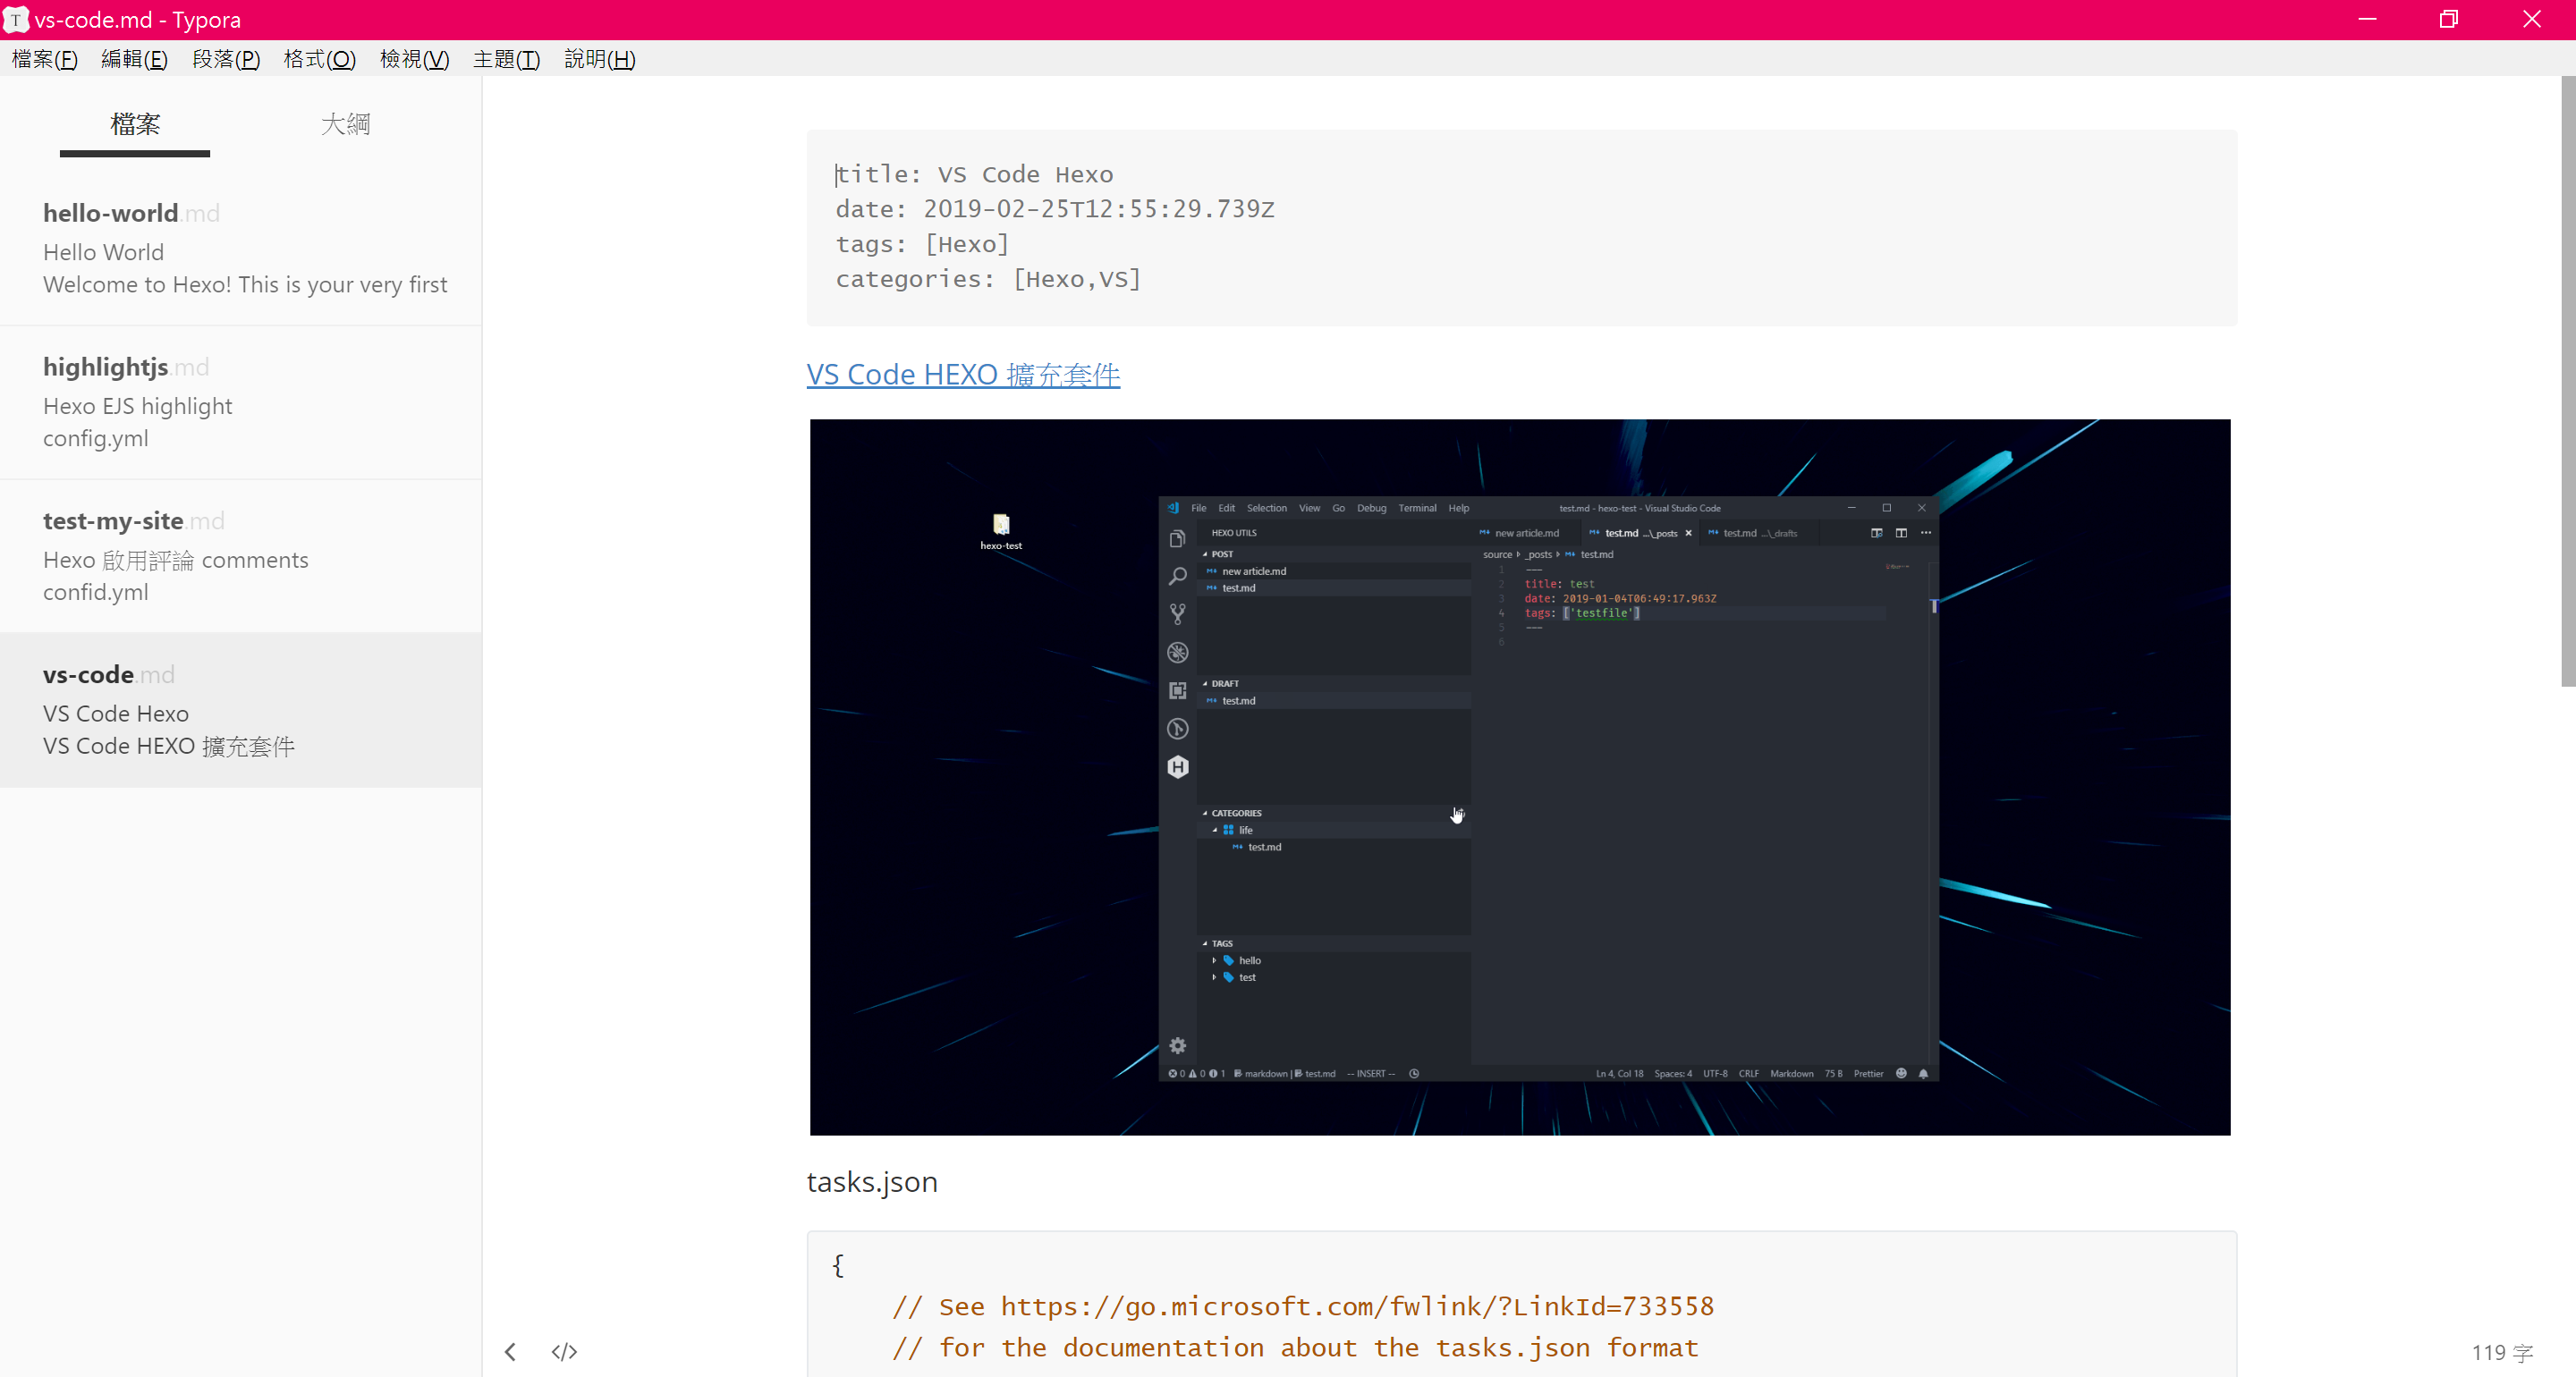 vs-code.md - Typora
檔案(F) 編輯(E) 段落(P) 格式(O) 檢視(V) 主題(T) 說明(H)
檔案 大綱
hello-world.md
Hello World
Welcome to Hexo! This is your very first
highlightjs.md
Hexo EJS highlight
config.yml
test-my-site.md
Hexo 啟用評論 comments
confid.yml
vs-code.md
VS Code Hexo
VS Code HEXO 擴充套件
title: VS Code Hexo
date: 2019-02-25T12:55:29.739Z
tags: [Hexo]
categories: [Hexo,VS]
VS Code HEXO 擴充套件
hexo-test
File Edit Selection View Go Debug Terminal Help
test.md - hexo-test - Visual Studio Code
HEXO UTILS
POST
new article.md
test.md
DRAFT
test.md
CATEGORIES
life
test.md
TAGS
hello
test
new article.md test.md ...\_posts test.md ...\_drafts
source _posts test.md
1 ---
2 title: test
3 date: 2019-01-04T06:49:17.963Z
4 tags: ['testfile']
5 ---
6
0 0 1 markdown | test.md -- INSERT --
Ln 4, Col 18 Spaces: 4 UTF-8 CRLF Markdown 75 B Prettier
tasks.json
{
// See https://go.microsoft.com/fwlink/?LinkId=733558
// for the documentation about the tasks.json format
</> 119 字